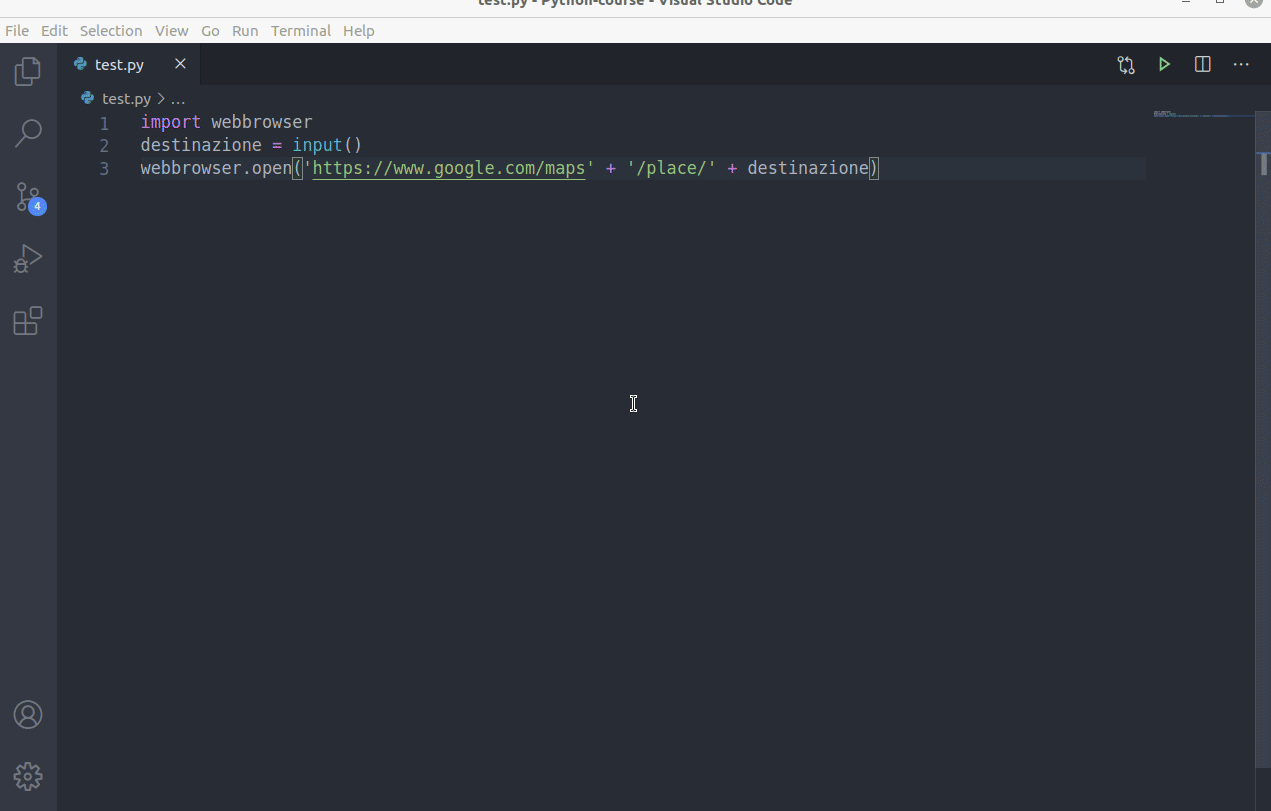 test.py - Python-course - Visual Studio Code
File Edit Selection View Go Run Terminal Help
test.py
test.py > ...
1 import webbrowser
2 destinazione = input()
3 webbrowser.open('https://www.google.com/maps' + '/place/' + destinazione)
4